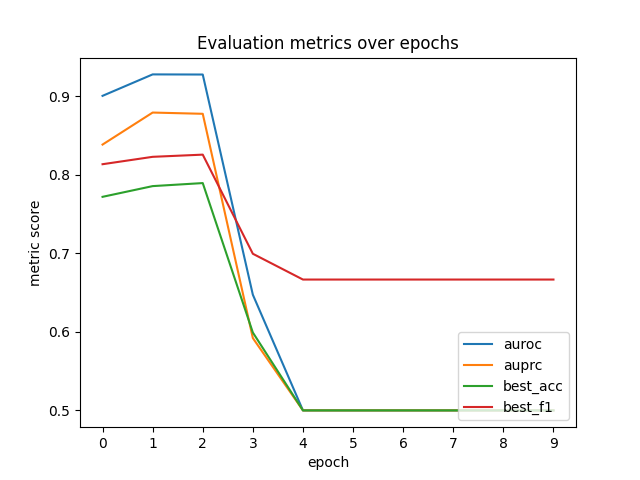 Evaluation metrics over epochs
metric score
0.9
0.8
0.7
0.6
0.5
auroc
auprc
best_acc
best_f1
0 1 2 3 4 5 6 7 8 9
epoch